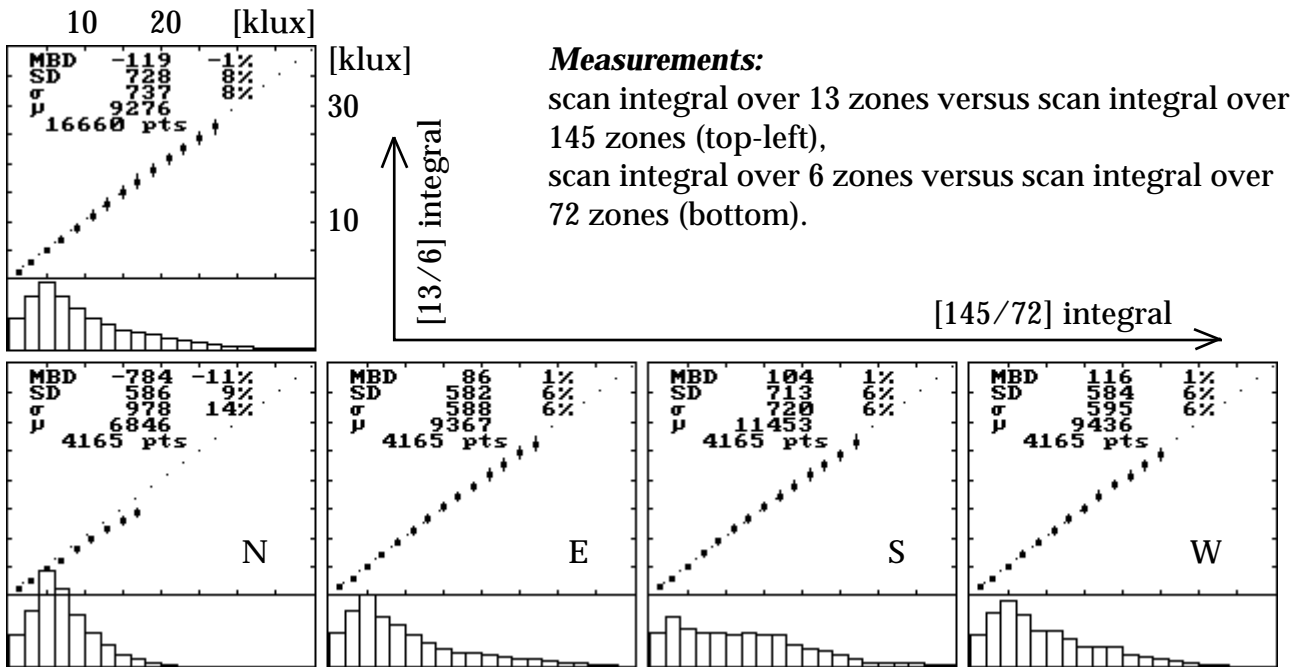 10 20 [klux]
MBD -119 -1%
SD 728 8%
σ 737 8%
μ 9276
16660 pts
[klux]
30
10
[13/6] integral
Measurements:
scan integral over 13 zones versus scan integral over
145 zones (top-left),
scan integral over 6 zones versus scan integral over
72 zones (bottom).
[145/72] integral
MBD -784 -11%
SD 586 9%
σ 978 14%
μ 6846
4165 pts
N
MBD 86 1%
SD 582 6%
σ 588 6%
μ 9367
4165 pts
E
MBD 104 1%
SD 713 6%
σ 720 6%
μ 11453
4165 pts
S
MBD 116 1%
SD 584 6%
σ 595 6%
μ 9436
4165 pts
W